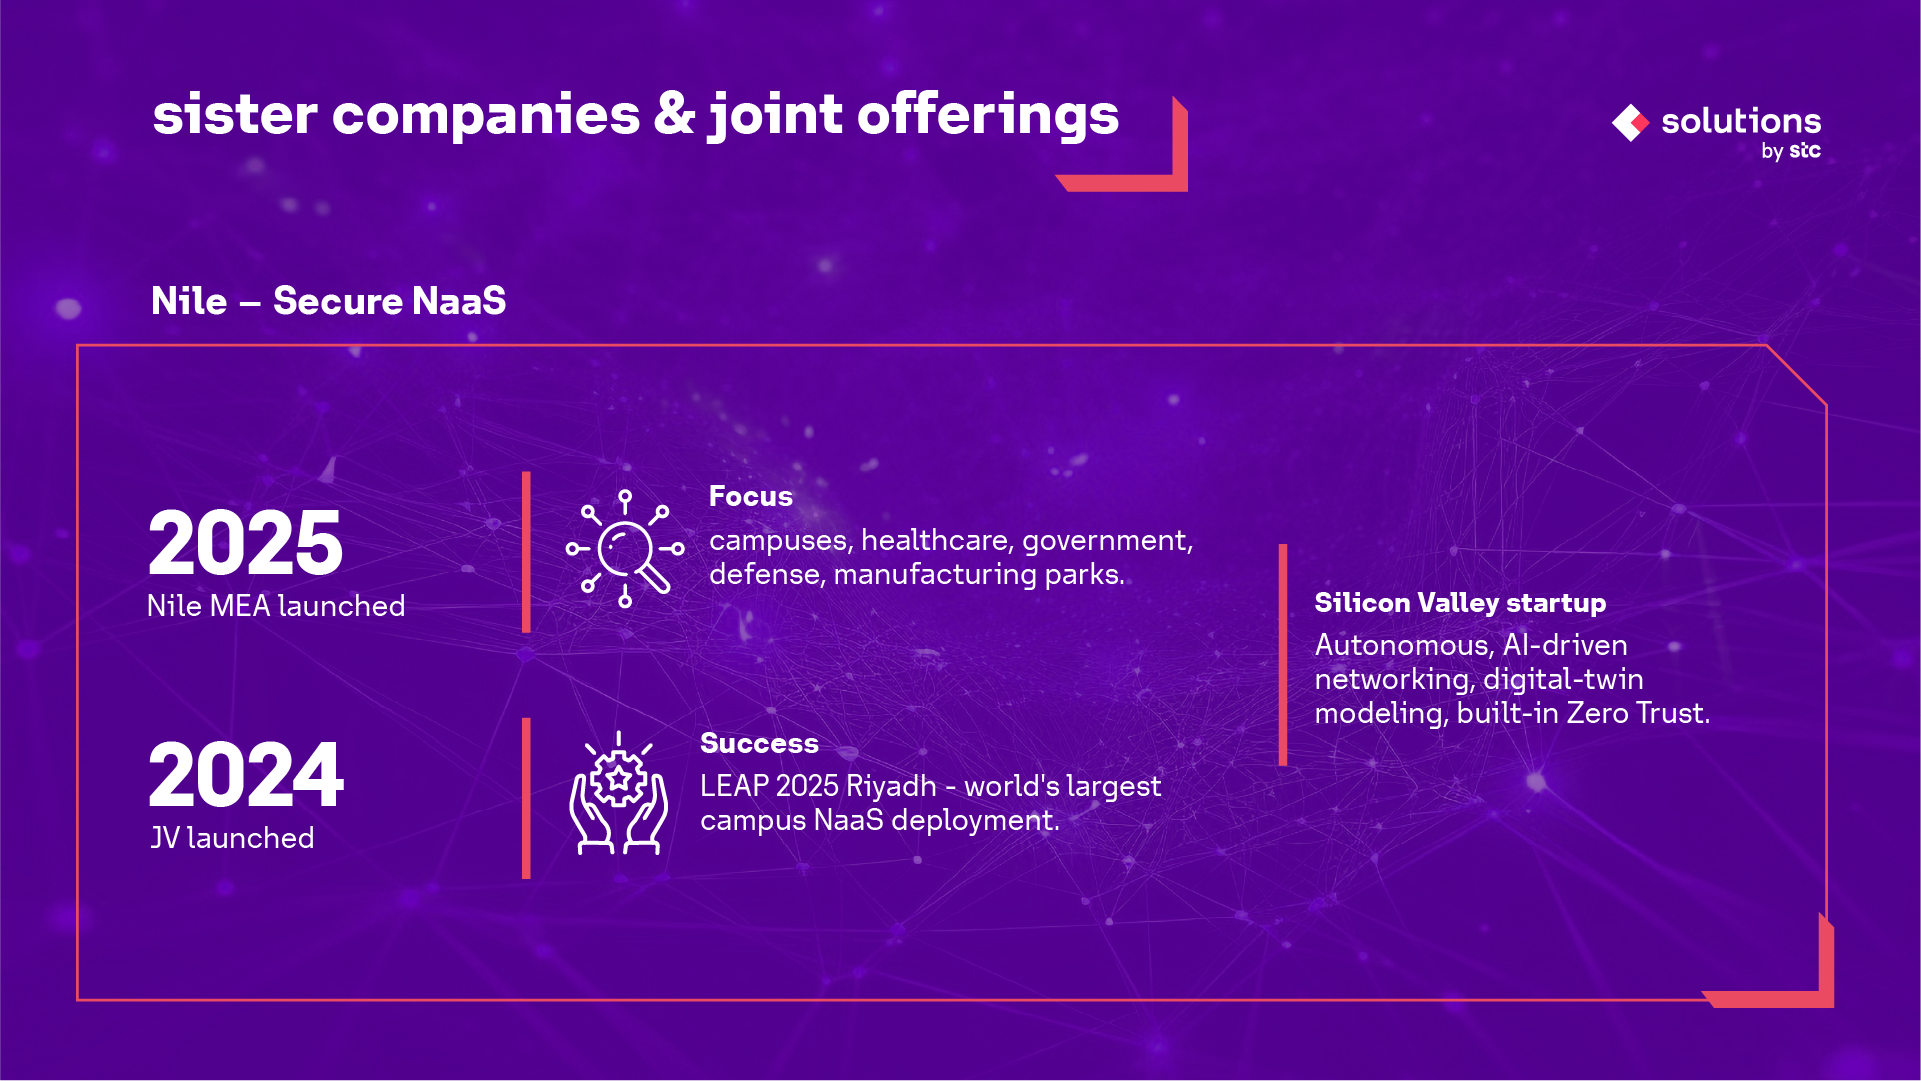 sister companies & joint offerings
solutions
by stc
Nile – Secure NaaS
2025
Nile MEA launched
Focus
campuses, healthcare, government,
defense, manufacturing parks.
2024
JV launched
Success
LEAP 2025 Riyadh - world's largest
campus NaaS deployment.
Silicon Valley startup
Autonomous, AI-driven
networking, digital-twin
modeling, built-in Zero Trust.